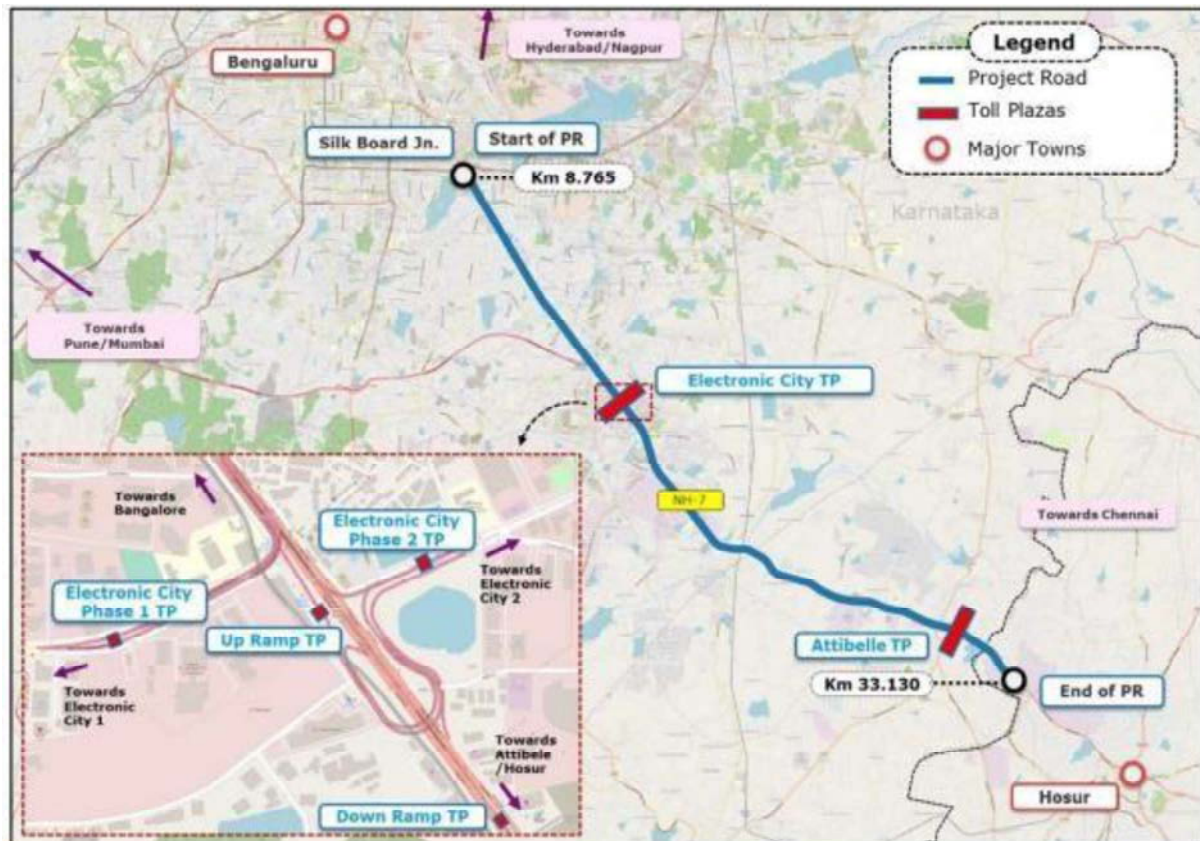 Towards
Hyderabad/Nagpur
Bengaluru
Legend
Project Road
Toll Plazas
Major Towns
Silk Board Jn.
Start of PR
Km 8.765
Karnataka
Towards
Pune/Mumbai
Electronic City TP
NH-7
Towards Chennai
Attibelle TP
Km 33.130
End of PR
Hosur
Towards
Bangalore
Electronic City
Phase 2 TP
Towards
Electronic
City 2
Electronic City
Phase 1 TP
Up Ramp TP
Towards
Electronic
City 1
Towards
Attibele
/Hosur
Down Ramp TP